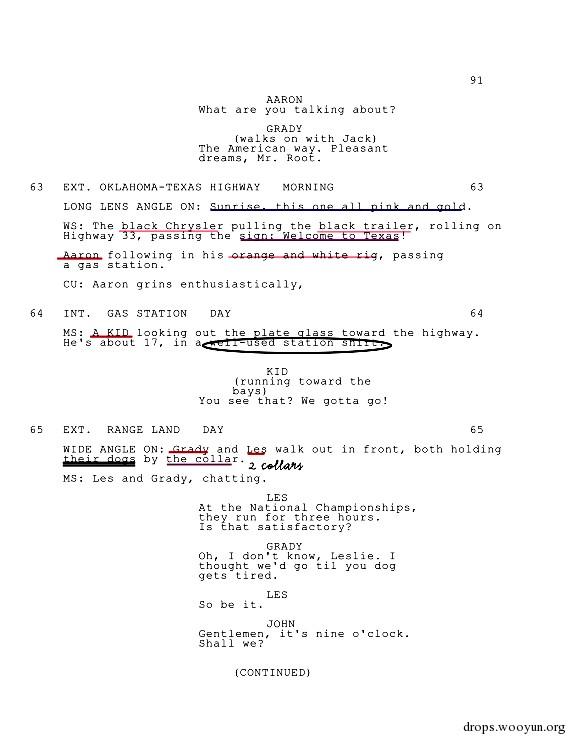 91
AARON
What are you talking about?
GRADY
(walks on with Jack)
The American way. Pleasant
dreams, Mr. Root.
63 EXT. OKLAHOMA-TEXAS HIGHWAY MORNING 63
LONG LENS ANGLE ON: Sunrise, this one all pink and gold.
WS: The black Chrysler pulling the black trailer, rolling on
Highway 33, passing the sign: Welcome to Texas!
Aaron following in his orange and white rig, passing
a gas station.
CU: Aaron grins enthusiastically,
64 INT. GAS STATION DAY 64
MS: A KID looking out the plate glass toward the highway.
He's about 17, in a well-used station shirt.
KID
(running toward the
bays)
You see that? We gotta go!
65 EXT. RANGE LAND DAY 65
WIDE ANGLE ON: Grady and Les walk out in front, both holding
their dogs by the collar.
2 collars
MS: Les and Grady, chatting.
LES
At the National Championships,
they run for three hours.
Is that satisfactory?
GRADY
Oh, I don't know, Leslie. I
thought we'd go til you dog
gets tired.
LES
So be it.
JOHN
Gentlemen, it's nine o'clock.
Shall we?
(CONTINUED)
drops.wooyun.org